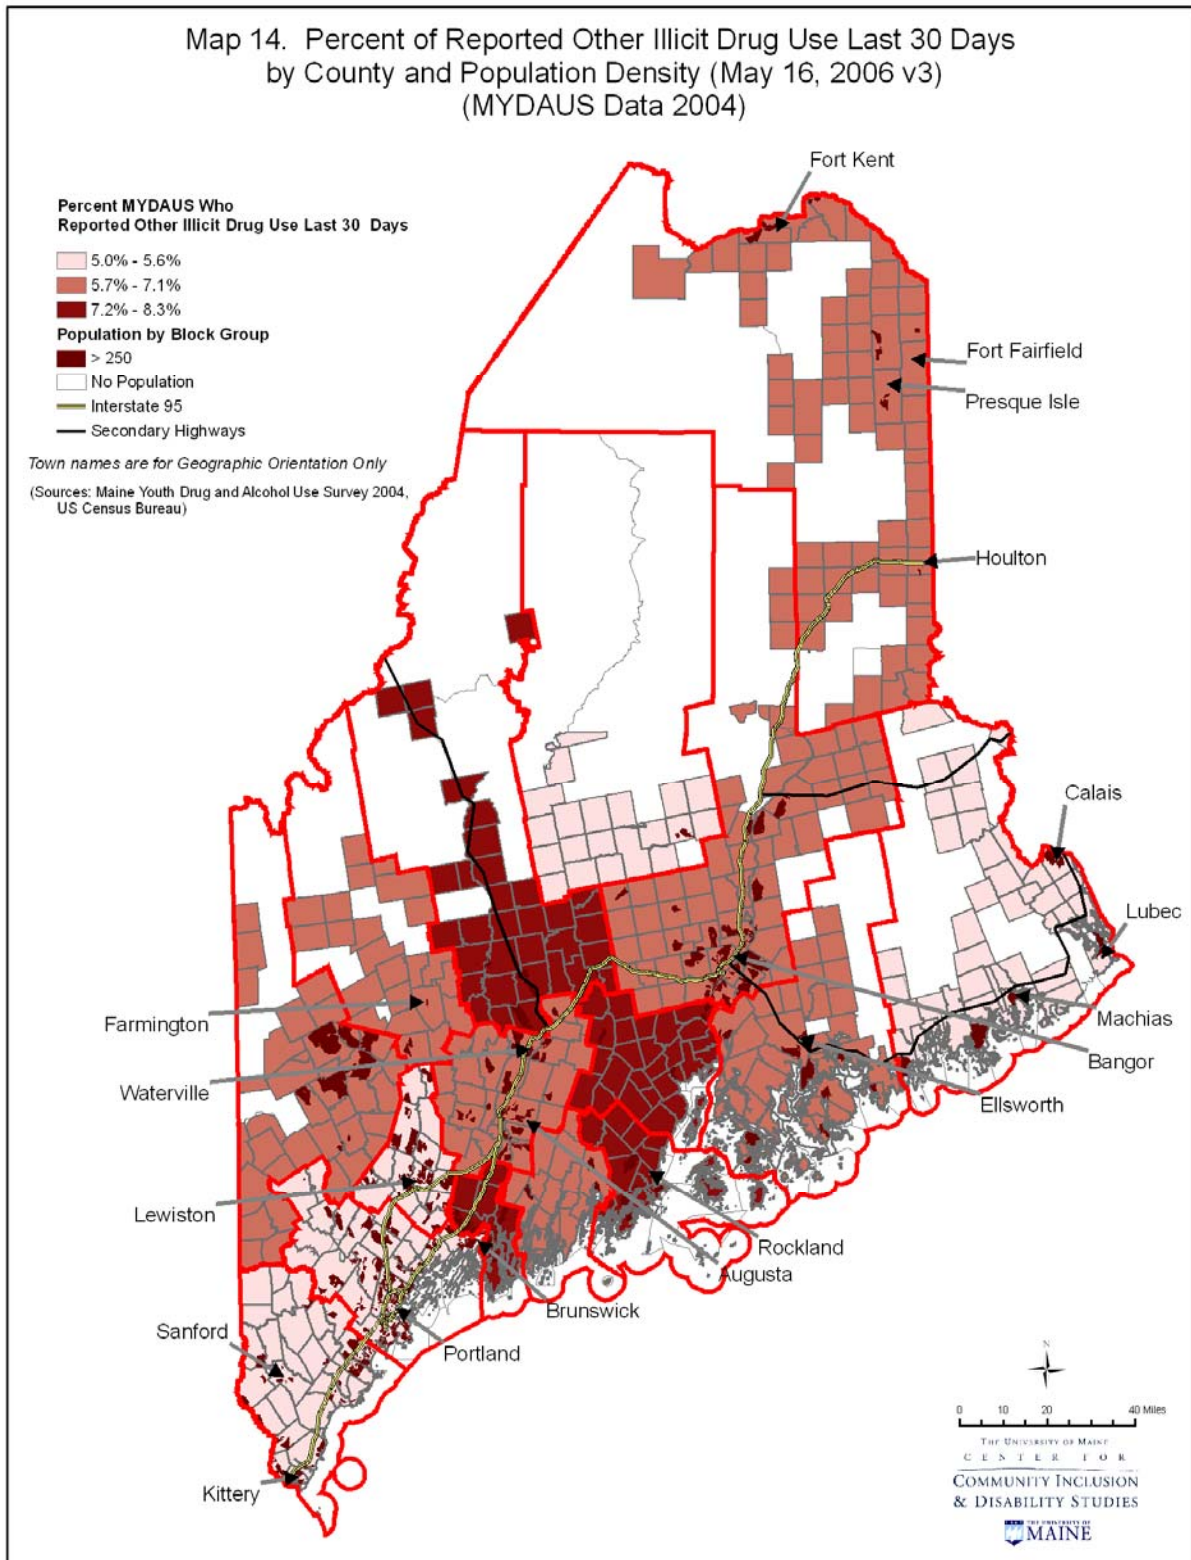 Map 14. Percent of Reported Other Illicit Drug Use Last 30 Days
by County and Population Density (May 16, 2006 v3)
(MYDAUS Data 2004)
Percent MYDAUS Who
Reported Other Illicit Drug Use Last 30 Days
5.0% - 5.6%
5.7% - 7.1%
7.2% - 8.3%
Population by Block Group
> 250
No Population
Interstate 95
Secondary Highways
Town names are for Geographic Orientation Only
(Sources: Maine Youth Drug and Alcohol Use Survey 2004,
US Census Bureau)
Fort Kent
Fort Fairfield
Presque Isle
Houlton
Calais
Lubec
Machias
Bangor
Ellsworth
Farmington
Waterville
Lewiston
Rockland
Augusta
Brunswick
Sanford
Portland
Kittery
N
0 10 20 40 Miles
THE UNIVERSITY OF MAINE
CENTER FOR
COMMUNITY INCLUSION
& DISABILITY STUDIES
THE UNIVERSITY OF
MAINE